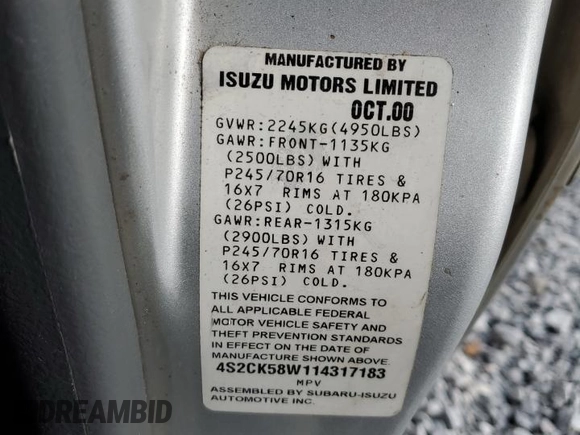 MANUFACTURED BY
ISUZU MOTORS LIMITED
OCT.00
GVWR:2245KG(4950LBS)
GAWR:FRONT-1135KG
(2500LBS) WITH
P245/70R16 TIRES &
16X7 RIMS AT 180KPA
(26PSI) COLD.
GAWR:REAR-1315KG
(2900LBS) WITH
P245/70R16 TIRES &
16X7 RIMS AT 180KPA
(26PSI) COLD.
THIS VEHICLE CONFORMS TO
ALL APPLICABLE FEDERAL
MOTOR VEHICLE SAFETY AND
THEFT PREVENTION STANDARDS
IN EFFECT ON THE DATE OF
MANUFACTURE SHOWN ABOVE.
4S2CK58W114317183
MPV
ASSEMBLED BY SUBARU-ISUZU
AUTOMOTIVE INC.
DREAMBID